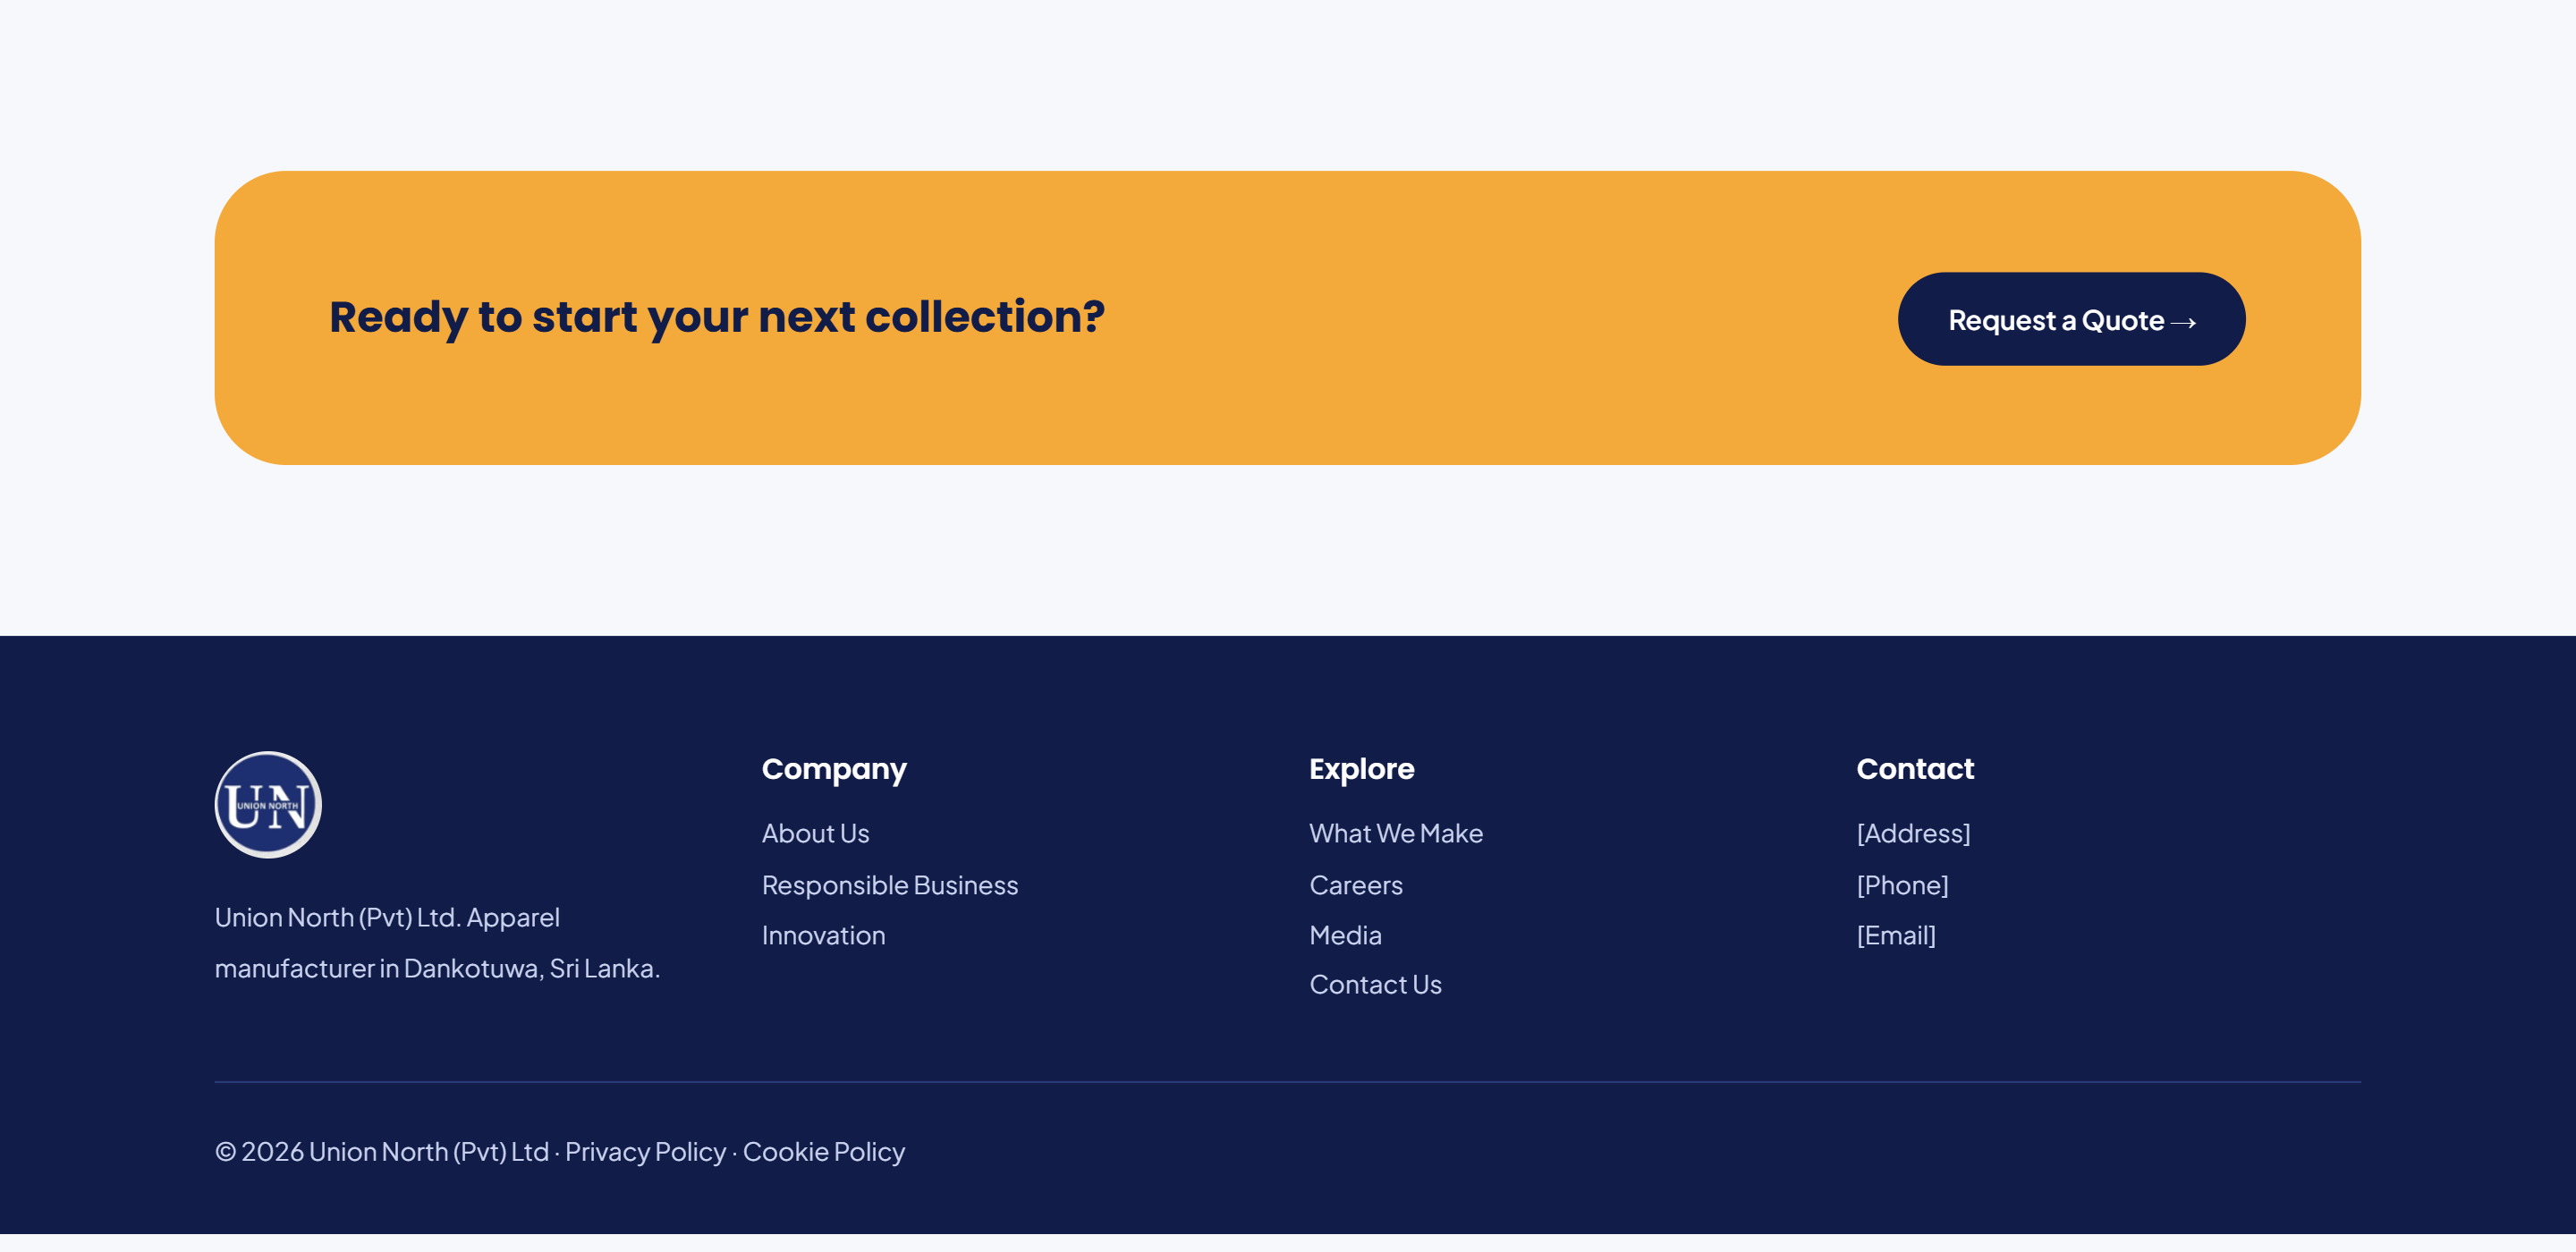 Ready to start your next collection?
Request a Quote →
UN
UNION NORTH
Union North (Pvt) Ltd. Apparel
manufacturer in Dankotuwa, Sri Lanka.
Company
About Us
Responsible Business
Innovation
Explore
What We Make
Careers
Media
Contact Us
Contact
[Address]
[Phone]
[Email]
© 2026 Union North (Pvt) Ltd · Privacy Policy · Cookie Policy